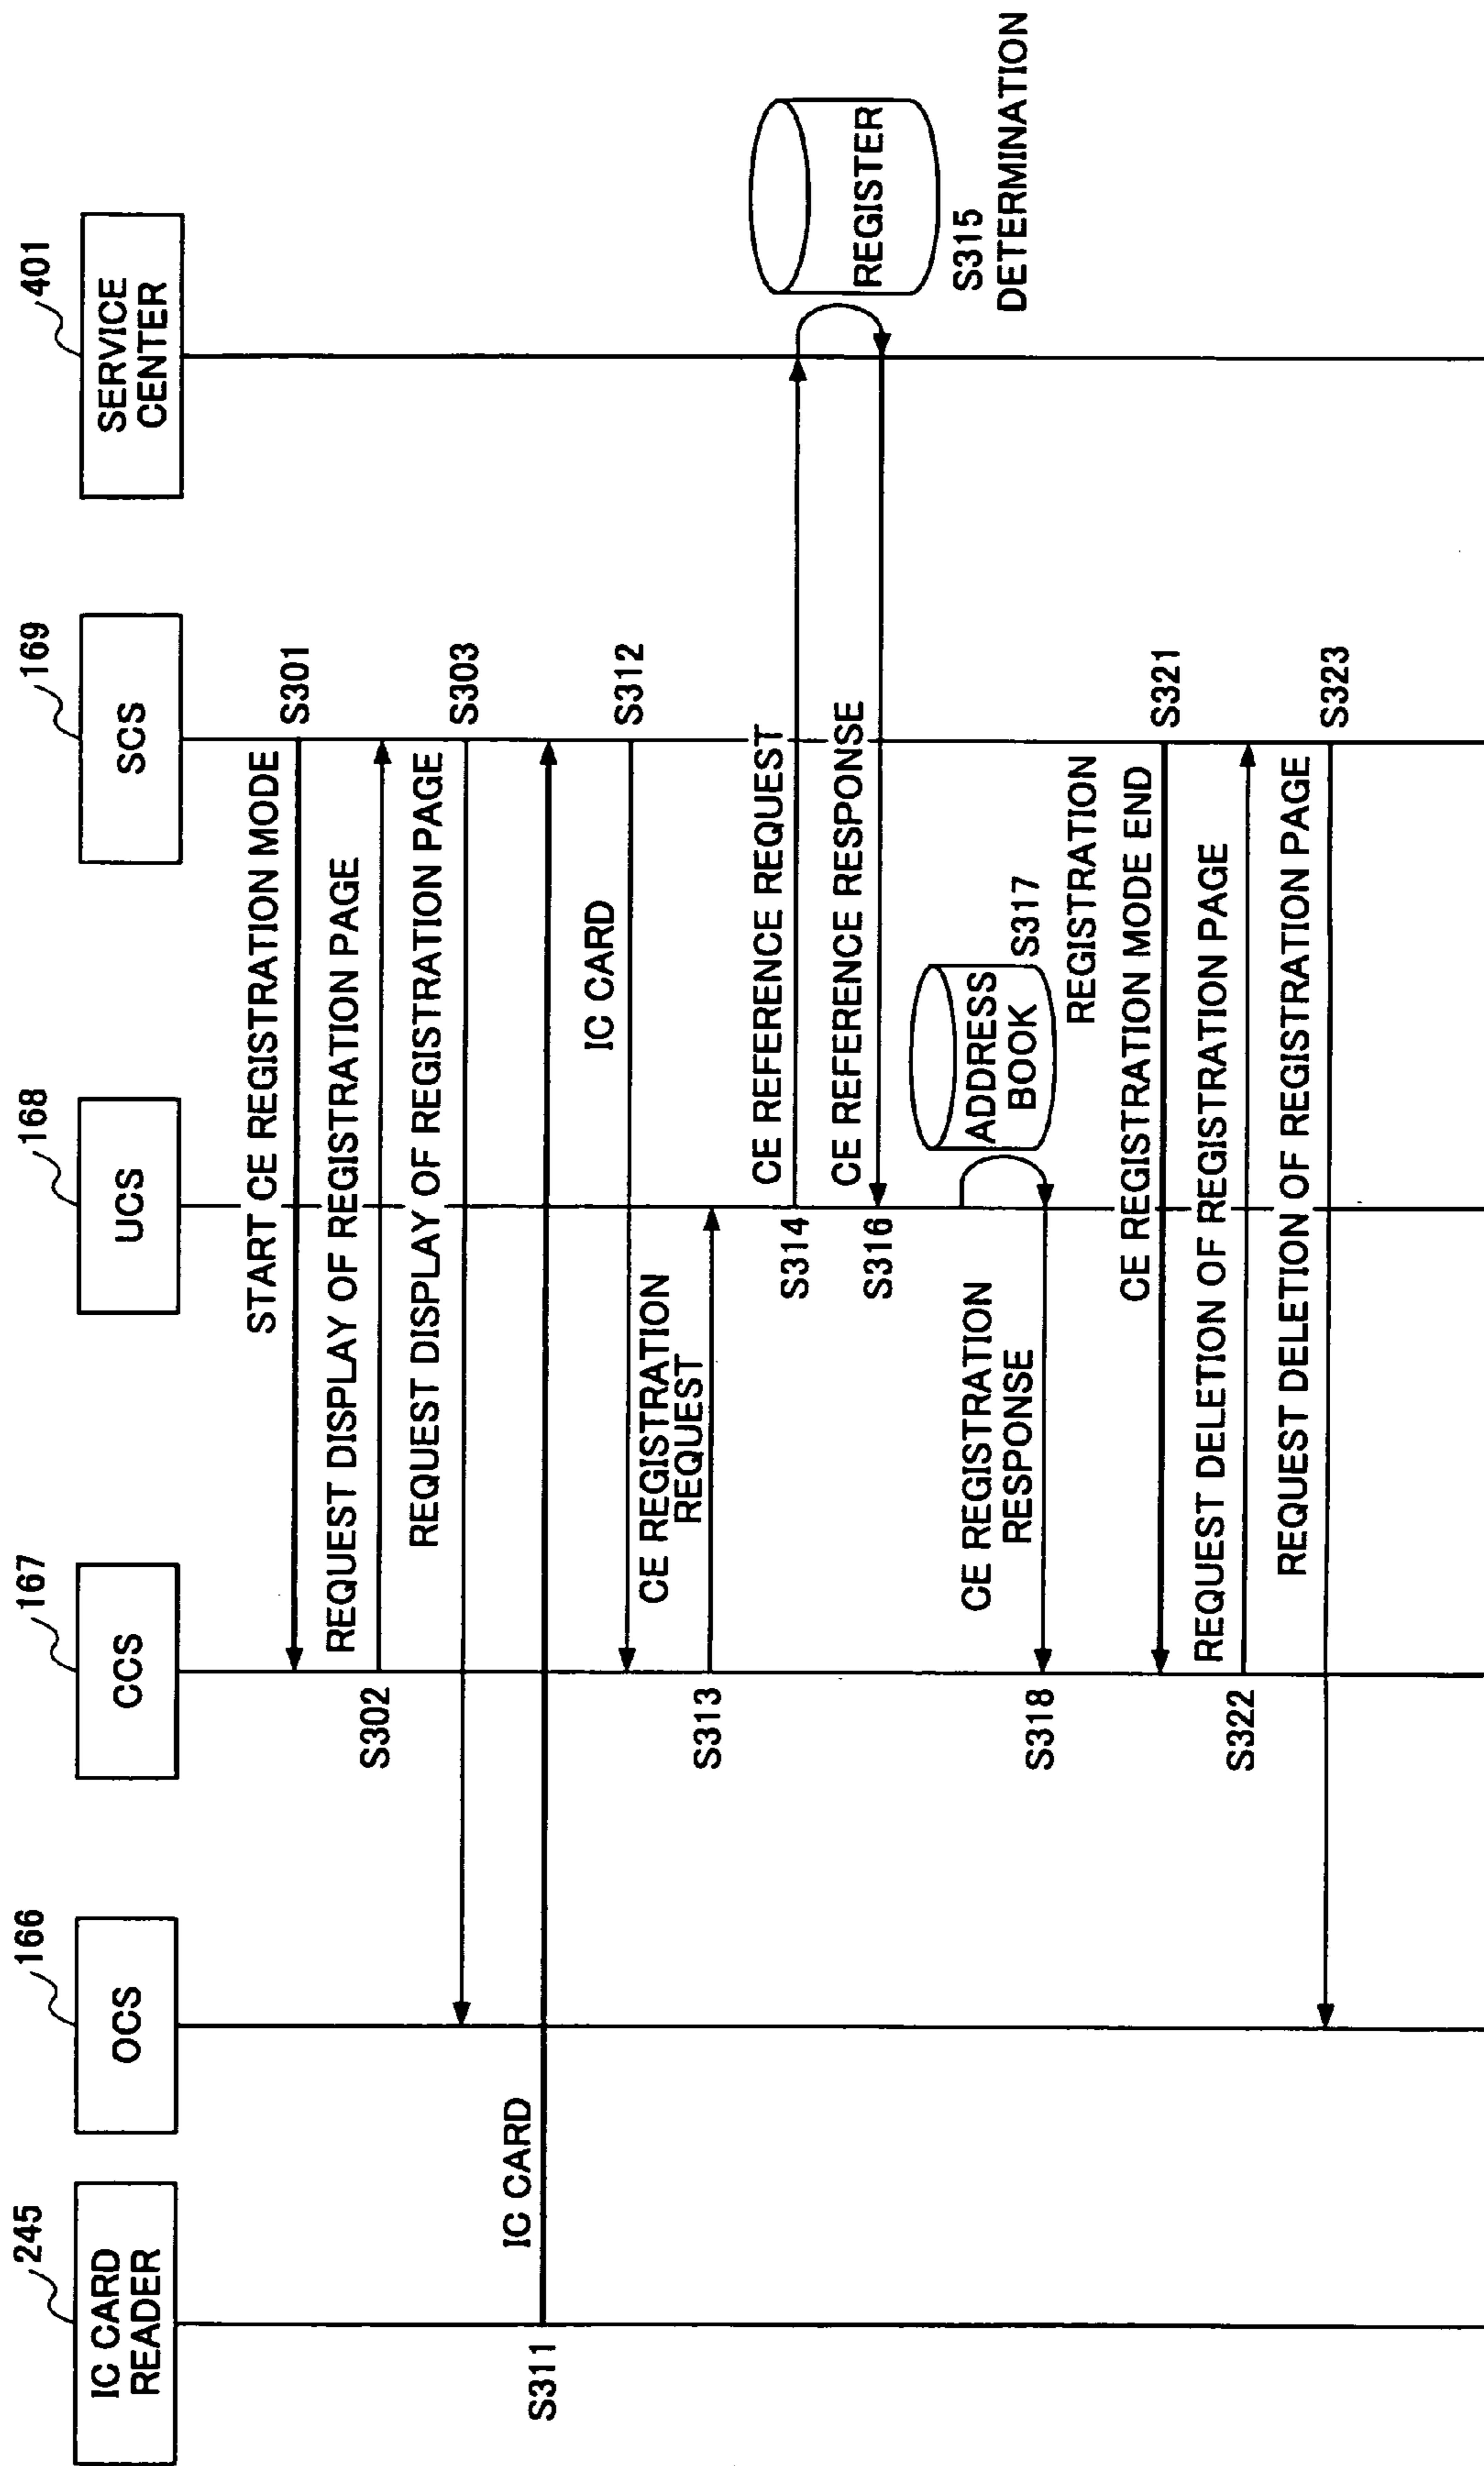 245
IC CARD
READER
166
OCS
167
CCS
168
UCS
169
SCS
401
SERVICE
CENTER
START CE REGISTRATION MODE
S301
REQUEST DISPLAY OF REGISTRATION PAGE
S302
REQUEST DISPLAY OF REGISTRATION PAGE
S303
IC CARD
S311
IC CARD
S312
CE REGISTRATION
REQUEST
S313
CE REFERENCE REQUEST
S314
REGISTER
S315
DETERMINATION
CE REFERENCE RESPONSE
S316
ADDRESS
BOOK
S317
REGISTRATION
CE REGISTRATION
RESPONSE
S318
CE REGISTRATION MODE END
S321
REQUEST DELETION OF REGISTRATION PAGE
S322
REQUEST DELETION OF REGISTRATION PAGE
S323